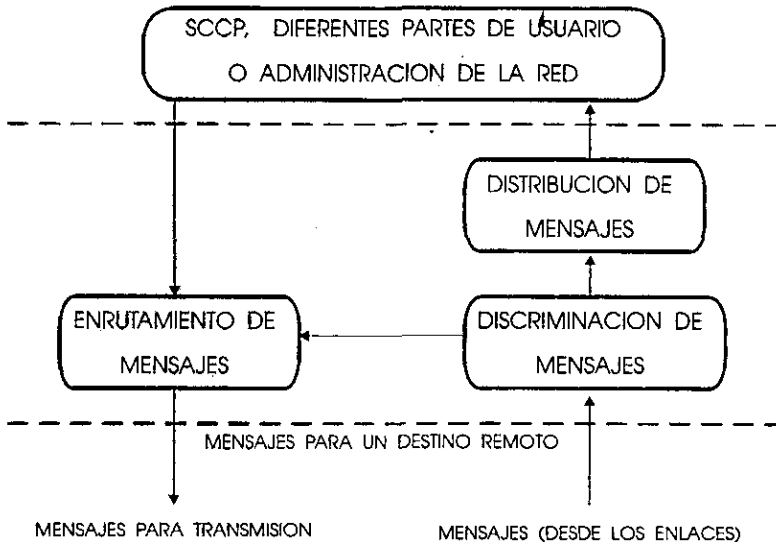 SCCP, DIFERENTES PARTES DE USUARIO
O ADMINISTRACION DE LA RED
DISTRIBUCION DE
MENSAJES
ENRUTAMIENTO DE
MENSAJES
DISCRIMINACION DE
MENSAJES
MENSAJES PARA UN DESTINO REMOTO
MENSAJES PARA TRANSMISION
MENSAJES (DESDE LOS ENLACES)